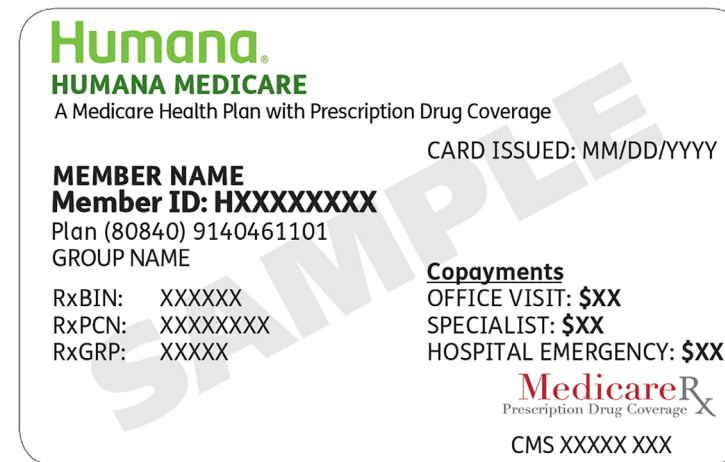 Humana®
HUMANA MEDICARE
A Medicare Health Plan with Prescription Drug Coverage
CARD ISSUED: MM/DD/YYYY
MEMBER NAME
Member ID: HXXXXXXXX
Plan (80840) 9140461101
GROUP NAME
RxBIN: XXXXXX
RxPCN: XXXXXXXX
RxGRP: XXXXX
Copayments
OFFICE VISIT: $XX
SPECIALIST: $XX
HOSPITAL EMERGENCY: $XX
MedicareRx
Prescription Drug Coverage
CMS XXXXX XXX
SAMPLE